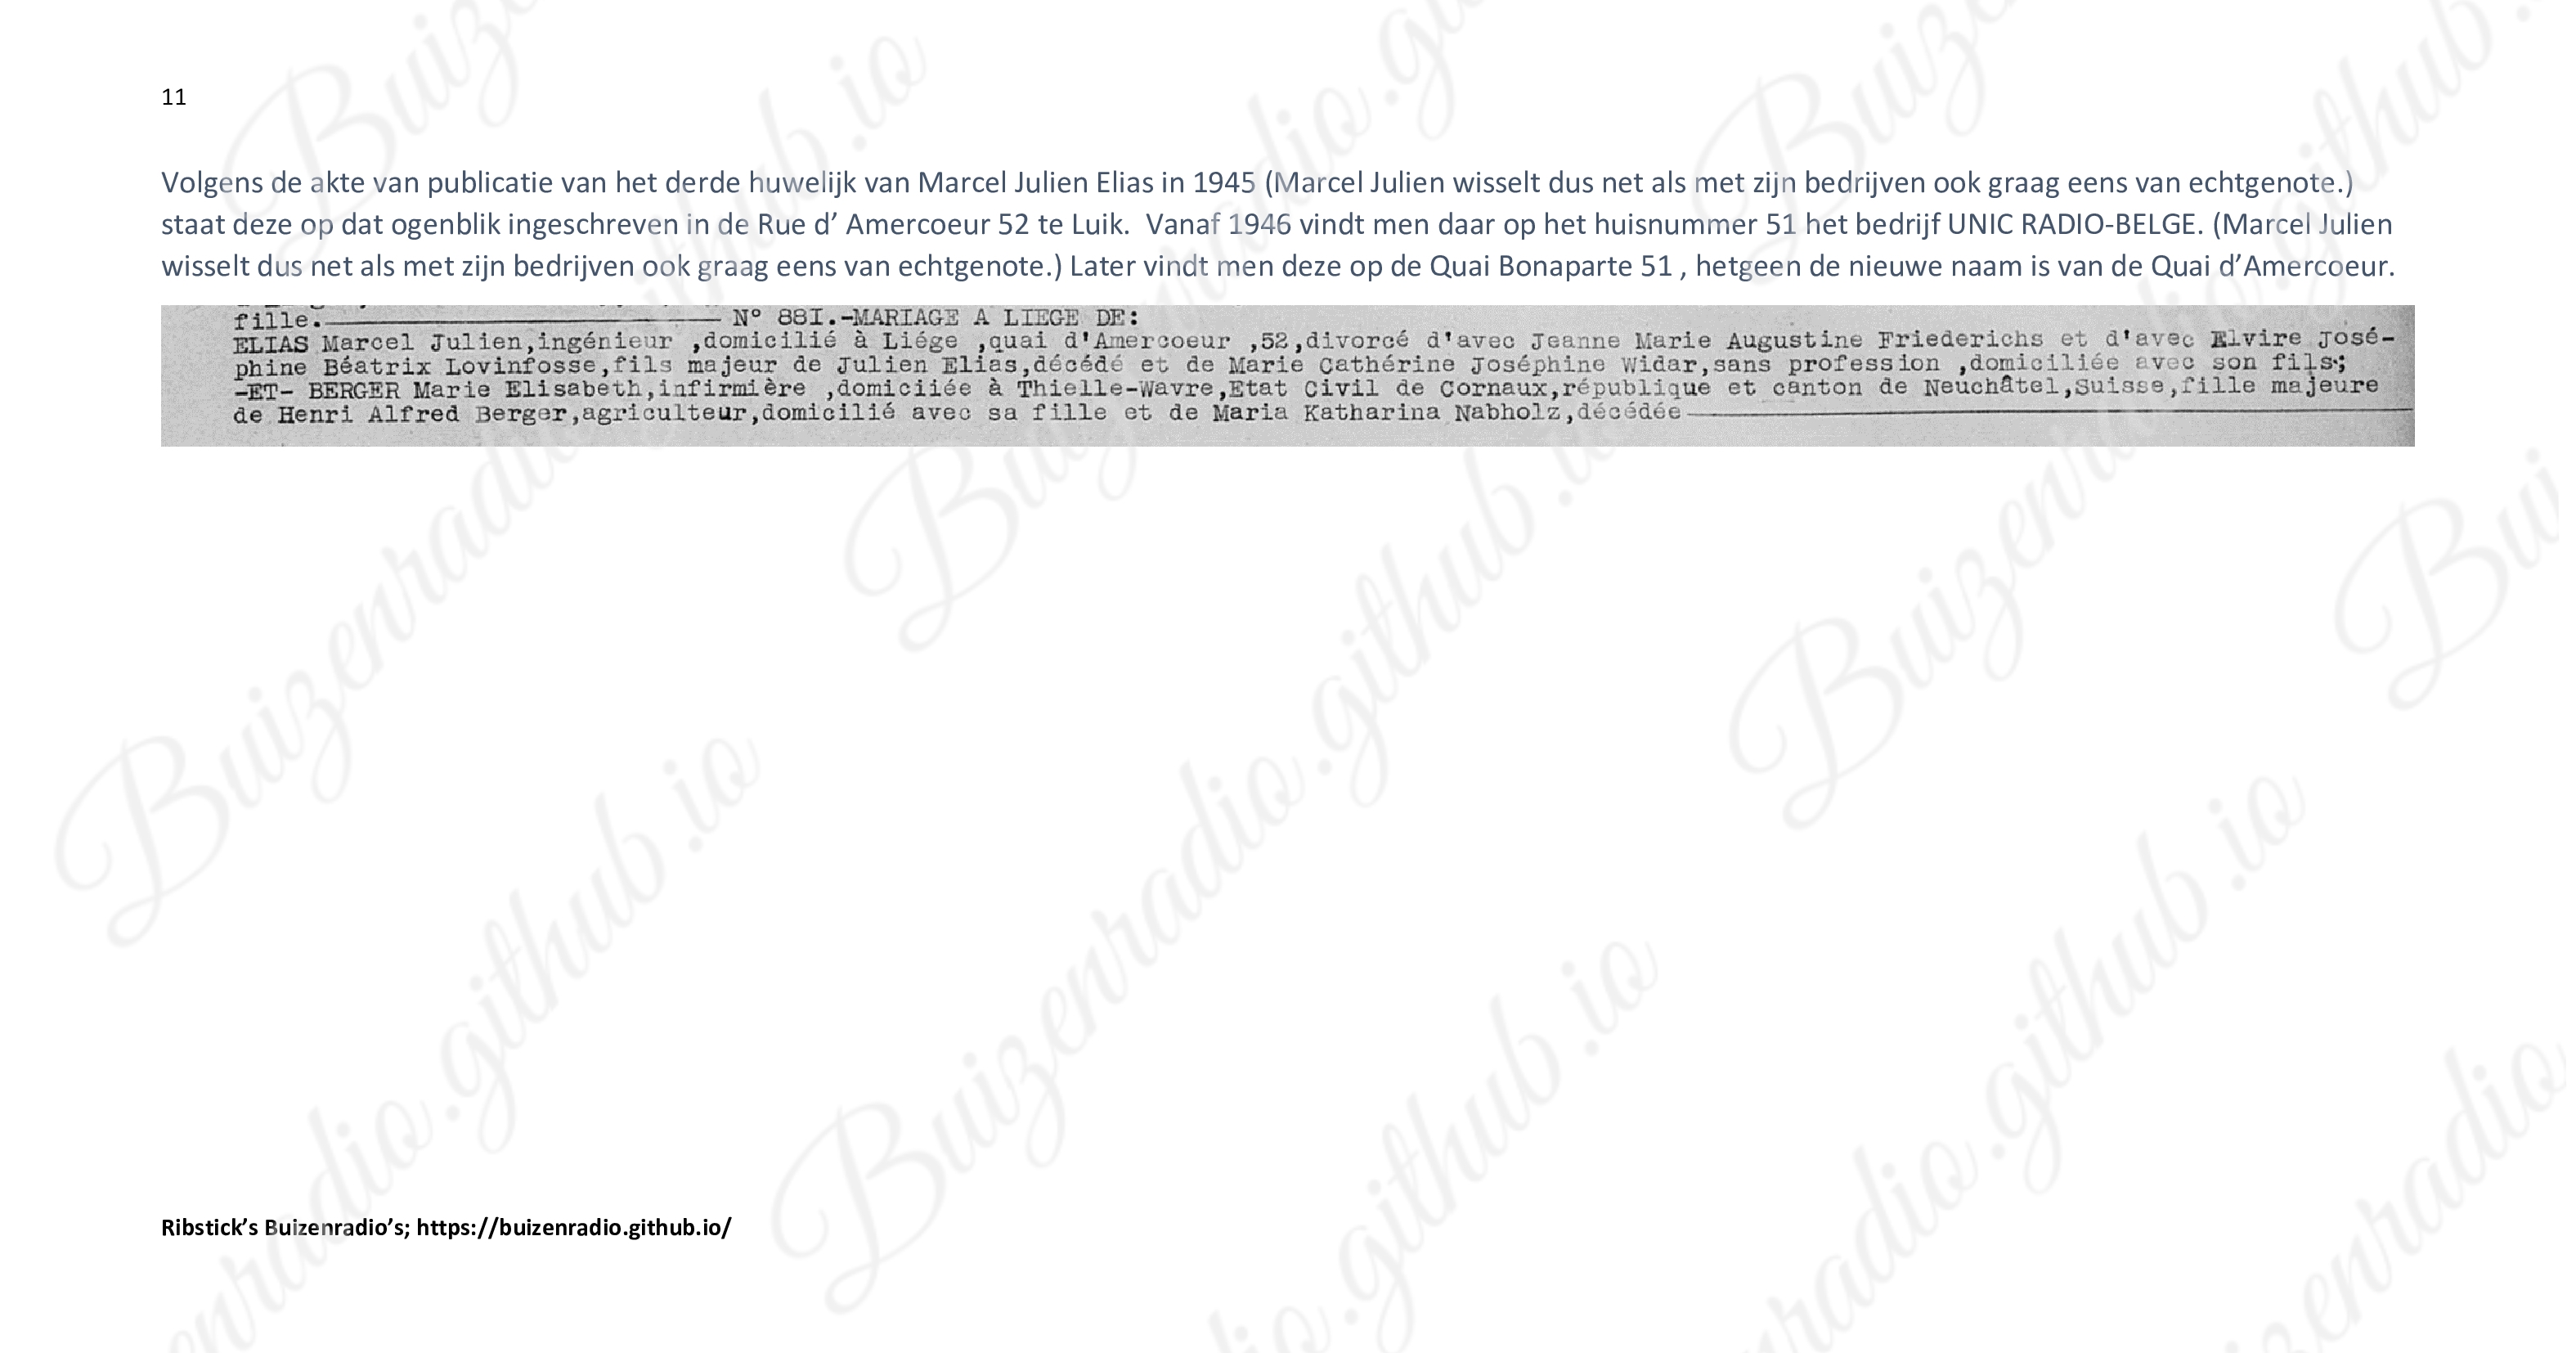 11
Volgens de akte van publicatie van het derde huwelijk van Marcel Julien Elias in 1945 (Marcel Julien wisselt dus net als met zijn bedrijven ook graag eens van echtgenote.)
staat deze op dat ogenblik ingeschreven in de Rue d’ Amercoeur 52 te Luik.  Vanaf 1946 vindt men daar op het huisnummer 51 het bedrijf UNIC RADIO-BELGE. (Marcel Julien
wisselt dus net als met zijn bedrijven ook graag eens van echtgenote.) Later vindt men deze op de Quai Bonaparte 51 , hetgeen de nieuwe naam is van de Quai d’Amercoeur.
fille. N° 88I.-MARIAGE A LIEGE DE:
ELIAS Marcel Julien,ingénieur ,domicilié à Liége ,quai d'Amercoeur ,52,divorcé d'avec Jeanne Marie Augustine Friederichs et d'avec Elvire José-
phine Béatrix Lovinfosse,fils majeur de Julien Elias,décédé et de Marie Cathérine Joséphine Widar,sans profession ,domiciliée avec son fils;
-ET- BERGER Marie Elisabeth,infirmière ,domiciiée à Thielle-Wavre,Etat Civil de Cornaux,république et canton de Neuchâtel,Suisse,fille majeure
de Henri Alfred Berger,agriculteur,domicilié avec sa fille et de Maria Katharina Nabholz,décédée
Ribstick’s Buizenradio’s; https://buizenradio.github.io/
Buizenradio.github.io